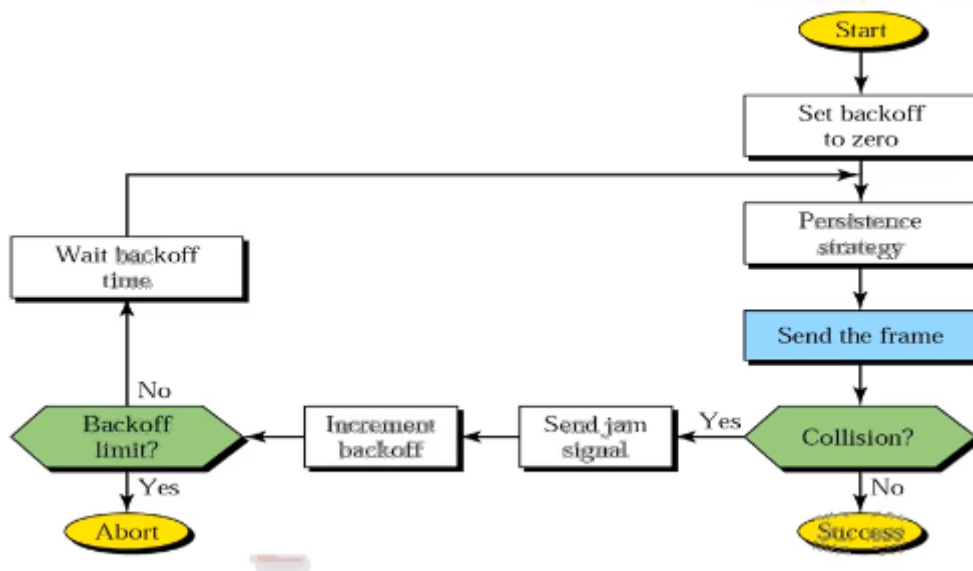 Start
Set backoff
to zero
Persistence
strategy
Wait backoff
time
Send the frame
No
Backoff
limit?
Increment
backoff
Send jam
signal
Yes
Collision?
Yes
No
Abort
Success